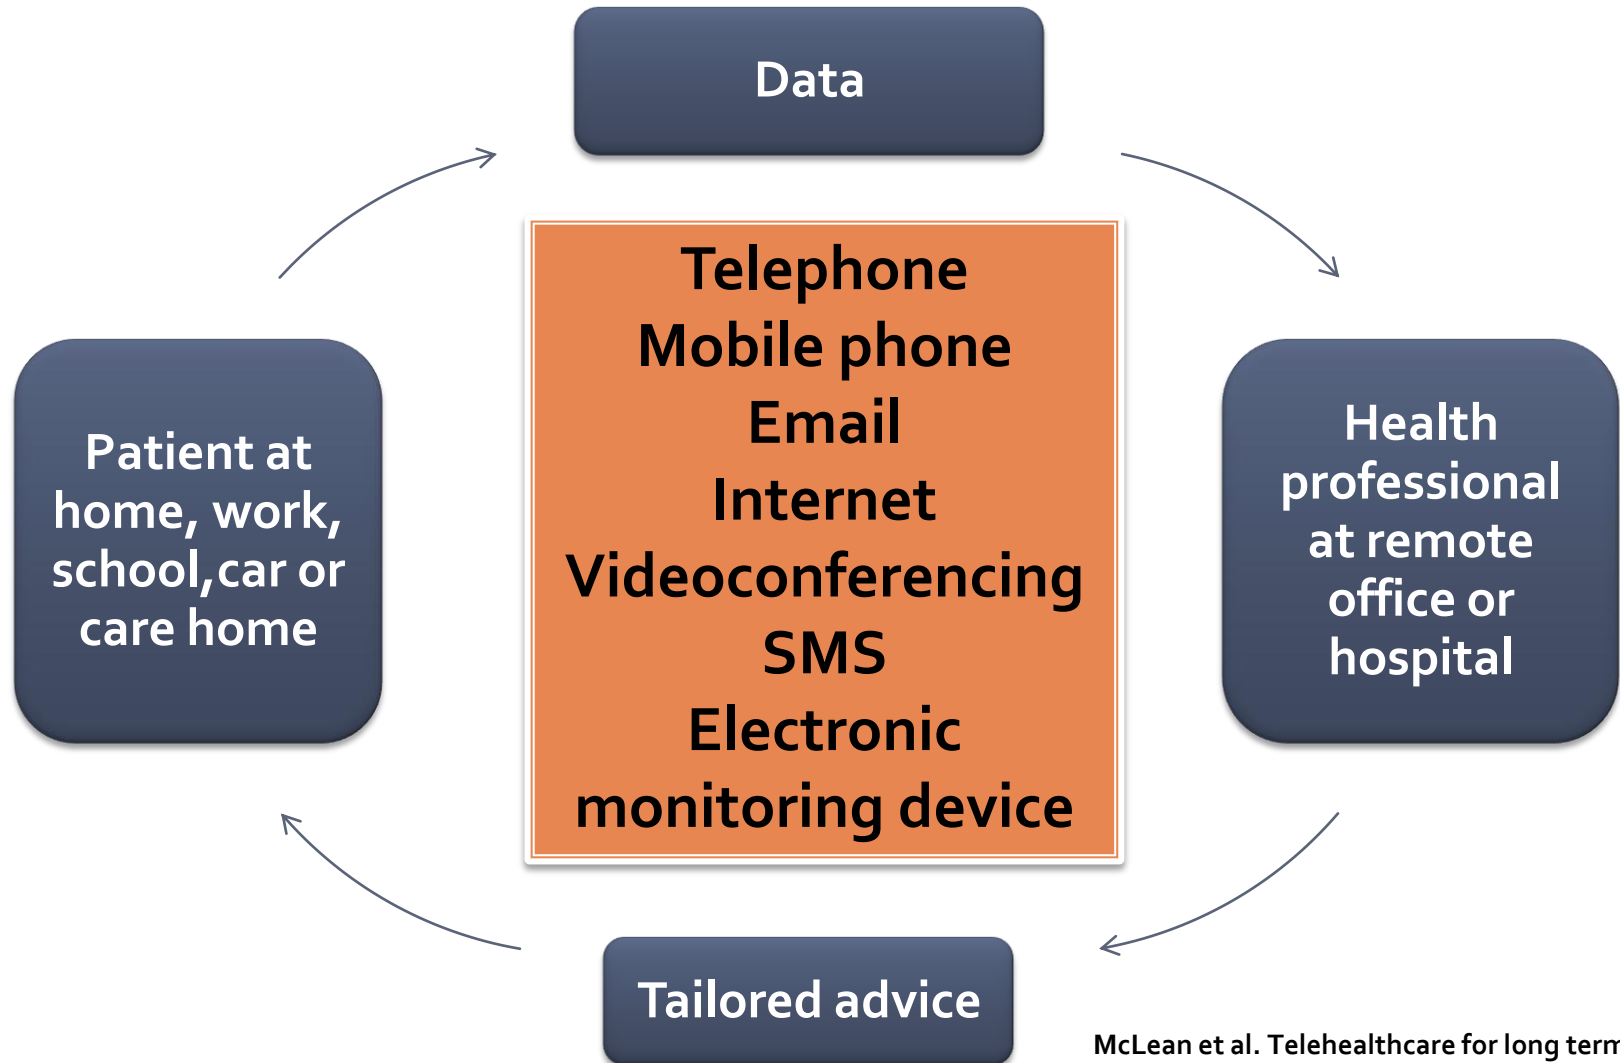 Data
Telephone
Mobile phone
Email
Internet
Videoconferencing
SMS
Electronic
monitoring device
Patient at
home, work,
school,car or
care home
Health
professional
at remote
office or
hospital
Tailored advice
McLean et al. Telehealthcare for long term